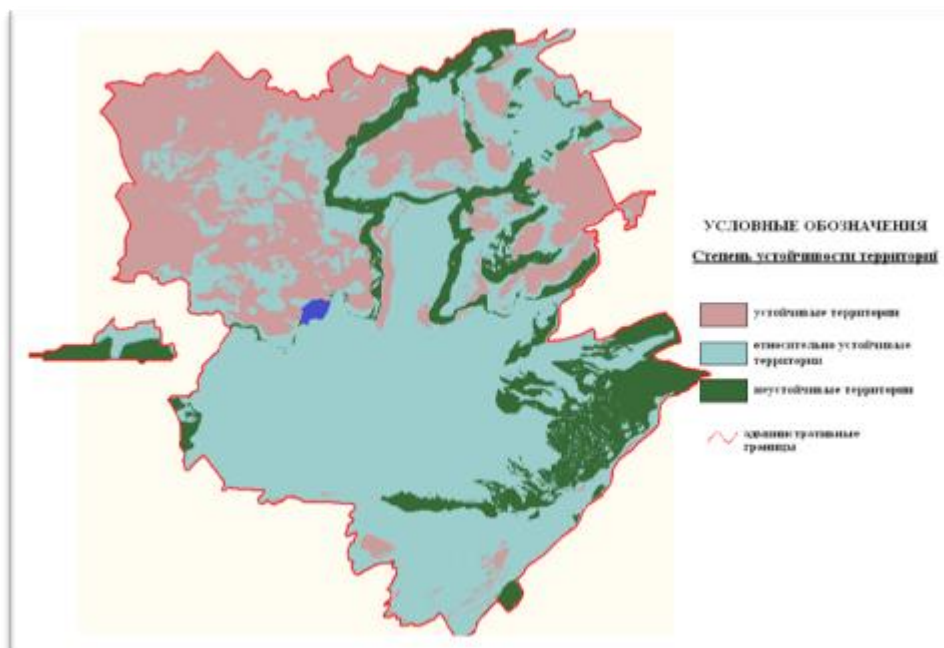 УСЛОВНЫЕ ОБОЗНАЧЕНИЯ
Степень устойчивости территорий
устойчивые территории
относительно устойчивые
территории
неустойчивые территории
административные
границы